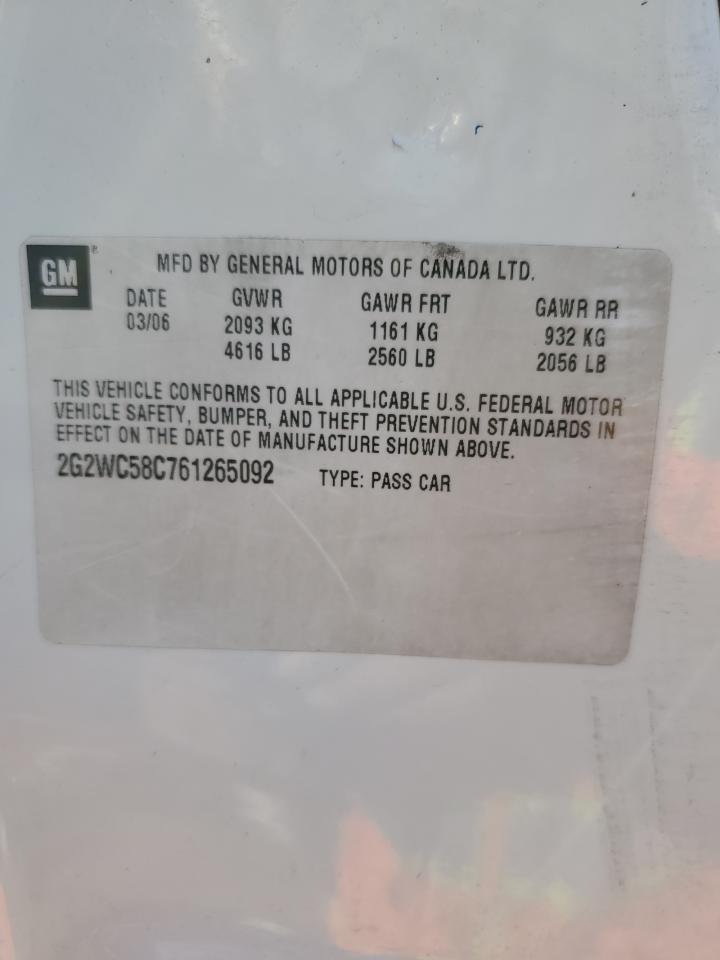 GM
MFD BY GENERAL MOTORS OF CANADA LTD.
DATE GVWR GAWR FRT GAWR RR
03/06 2093 KG 1161 KG 932 KG
4616 LB 2560 LB 2056 LB
THIS VEHICLE CONFORMS TO ALL APPLICABLE U.S. FEDERAL MOTOR
VEHICLE SAFETY, BUMPER, AND THEFT PREVENTION STANDARDS IN
EFFECT ON THE DATE OF MANUFACTURE SHOWN ABOVE.
2G2WC58C761265092 TYPE: PASS CAR